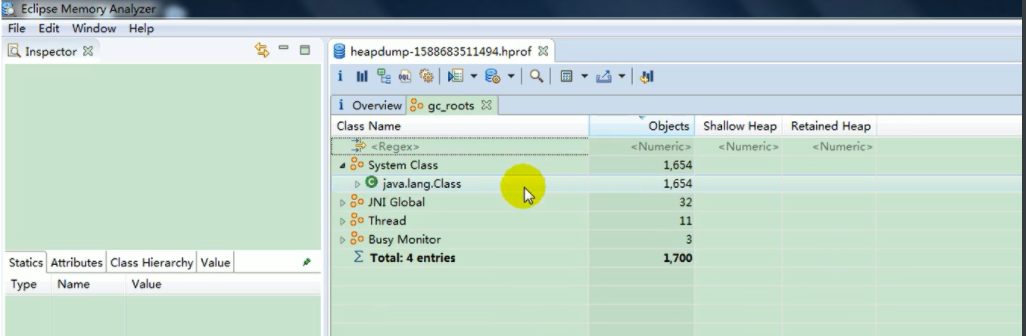 Eclipse Memory Analyzer
File Edit Window Help
Inspector
heapdump-1588683511494.hprof
i Overview gc_roots
Class Name Objects Shallow Heap Retained Heap
<Regex> <Numeric> <Numeric> <Numeric>
System Class 1,654
java.lang.Class 1,654
JNI Global 32
Thread 11
Busy Monitor 3
Σ Total: 4 entries 1,700
Statics Attributes Class Hierarchy Value
Type Name Value